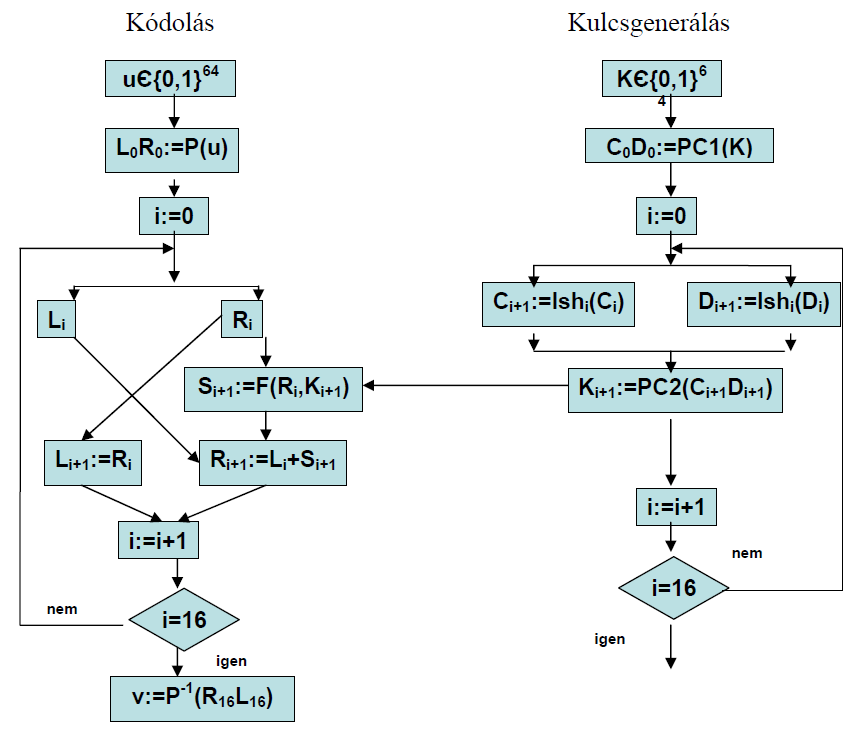 Kódolás
uЄ{0,1}⁶⁴
L₀R₀:=P(u)
i:=0
Lᵢ
Rᵢ
Sᵢ₊₁:=F(Rᵢ,Kᵢ₊₁)
Lᵢ₊₁:=Rᵢ
Rᵢ₊₁:=Lᵢ+Sᵢ₊₁
i:=i+1
i=16
nem
igen
v:=P⁻¹(R₁₆L₁₆)
Kulcsgenerálás
KЄ{0,1}⁶
4
C₀D₀:=PC1(K)
i:=0
Cᵢ₊₁:=lshᵢ(Cᵢ)
Dᵢ₊₁:=lshᵢ(Dᵢ)
Kᵢ₊₁:=PC2(Cᵢ₊₁Dᵢ₊₁)
i:=i+1
nem
i=16
igen